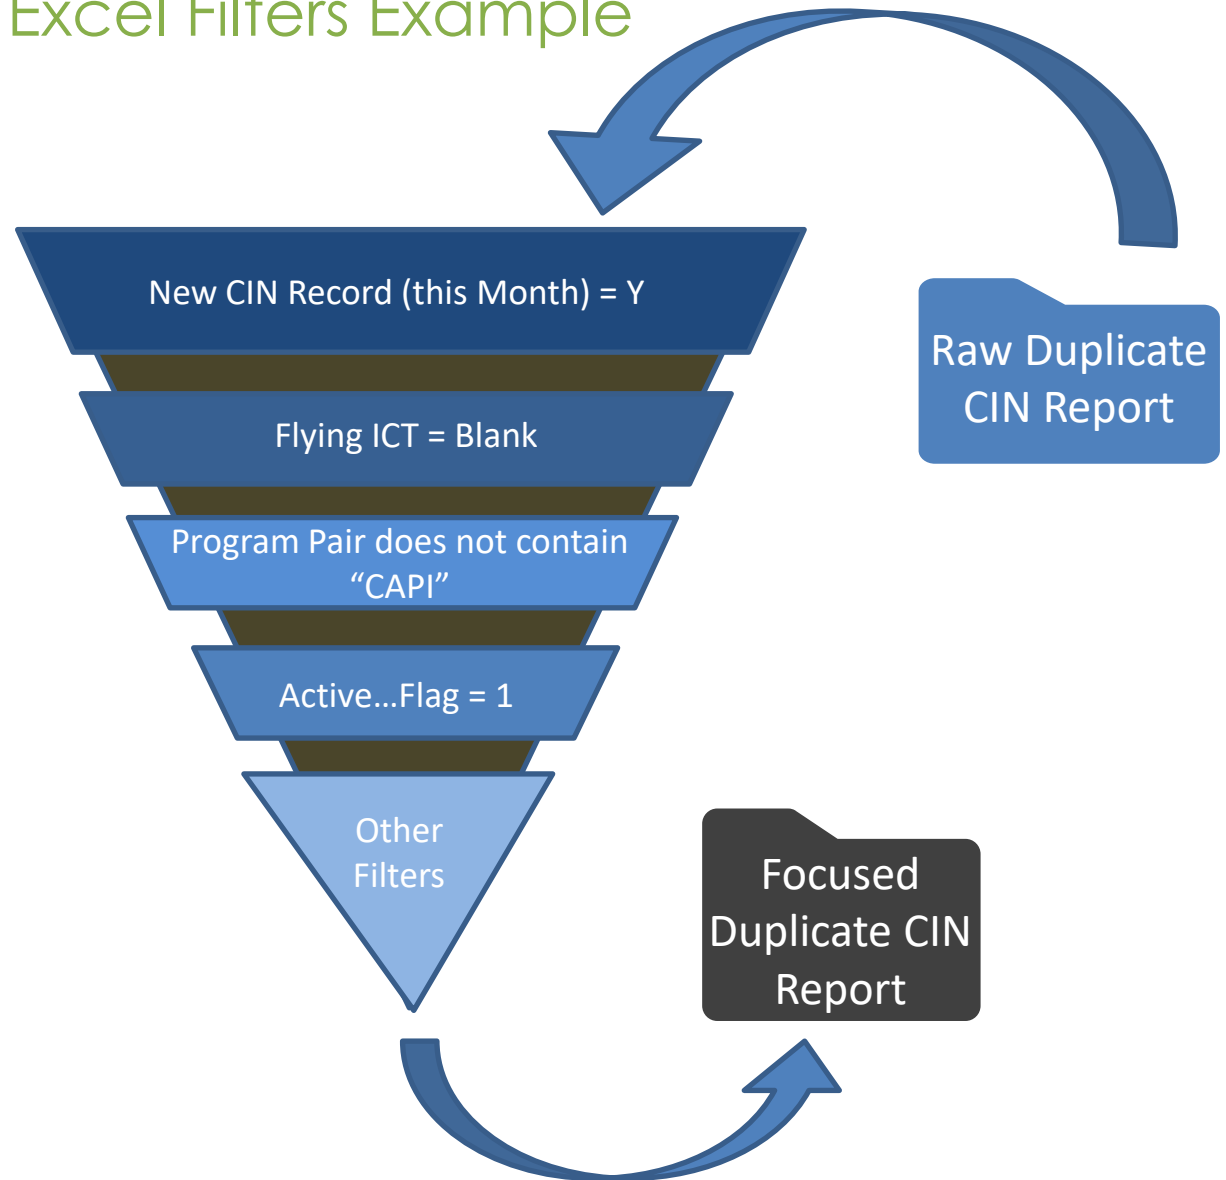 Excel Filters Example
New CIN Record (this Month) = Y
Flying ICT = Blank
Program Pair does not contain
“CAPI”
Active...Flag = 1
Other
Filters
Raw Duplicate
CIN Report
Focused
Duplicate CIN
Report